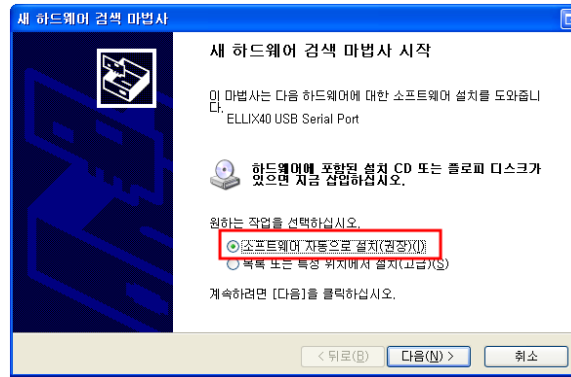 새 하드웨어 검색 마법사
새 하드웨어 검색 마법사 시작
이 마법사는 다음 하드웨어에 대한 소프트웨어 설치를 도와줍니
다.
ELLIX40 USB Serial Port
하드웨어에 포함된 설치 CD 또는 플로피 디스크가
있으면 지금 삽입하십시오.
원하는 작업을 선택하십시오.
소프트웨어 자동으로 설치(권장)(I)
목록 또는 특정 위치에서 설치(고급)(S)
계속하려면 [다음]을 클릭하십시오.
< 뒤로(B) 다음(N) > 취소